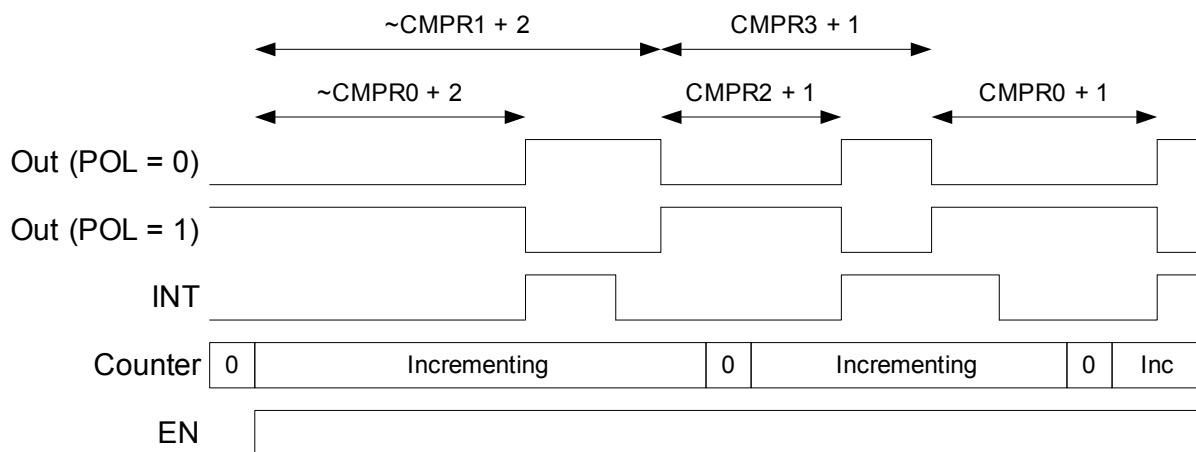 ~CMPR1 + 2 CMPR3 + 1
~CMPR0 + 2 CMPR2 + 1 CMPR0 + 1
Out (POL = 0)
Out (POL = 1)
INT
Counter 0 Incrementing 0 Incrementing 0 Inc
EN